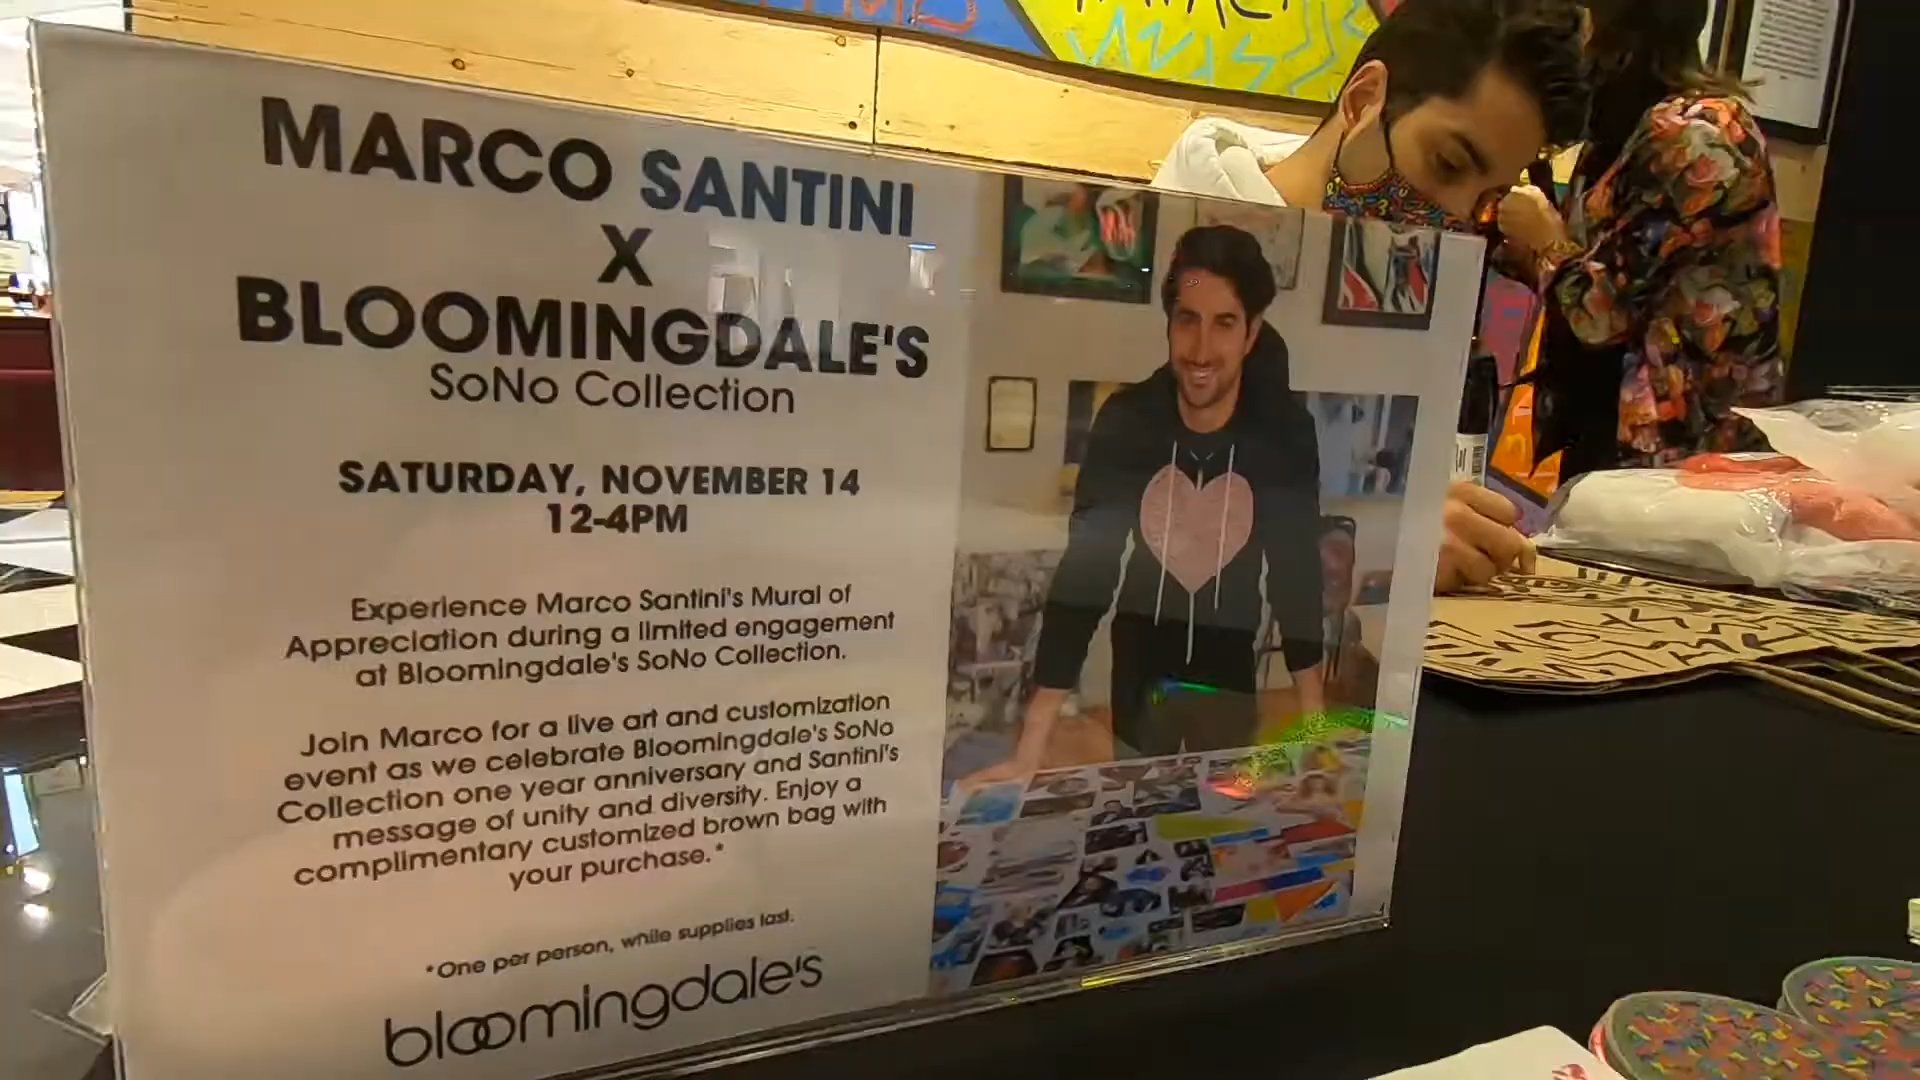 MARCO SANTINI
X
BLOOMINGDALE'S
SoNo Collection
SATURDAY, NOVEMBER 14
12-4PM
Experience Marco Santini's Mural of
Appreciation during a limited engagement
at Bloomingdale's SoNo Collection.
Join Marco for a live art and customization
event as we celebrate Bloomingdale's SoNo
Collection one year anniversary and Santini's
message of unity and diversity. Enjoy a
complimentary customized brown bag with
your purchase.*
*One per person, while supplies last.
bloomingdale's